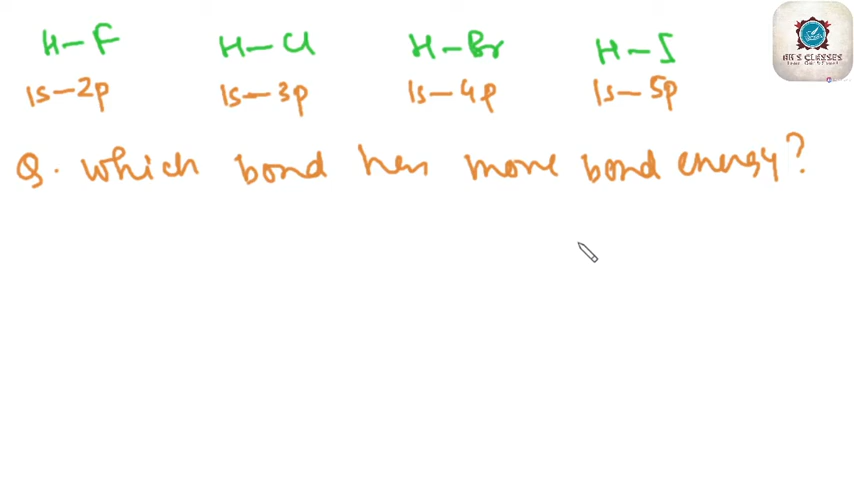 H-F H-Cl H-Br H-I
1s-2p 1s-3p 1s-4p 1s-5p
Q. which bond has more bond energy?